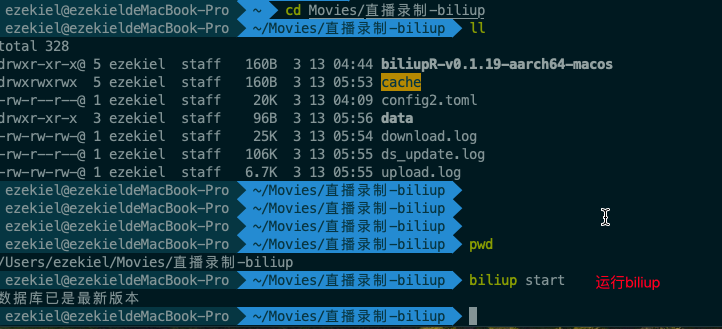 ezekiel@ezekieldeMacBook-Pro ~ cd Movies/直播录制-biliup
ezekiel@ezekieldeMacBook-Pro ~/Movies/直播录制-biliup ll
total 328
drwxr-xr-x@ 5 ezekiel staff 160B 3 13 04:44 biliupR-v0.1.19-aarch64-macos
drwxrwxrwx 5 ezekiel staff 160B 3 13 05:53 cache
-rw-r--r--@ 1 ezekiel staff 20K 3 13 04:09 config2.toml
drwxr-xr-x 3 ezekiel staff 96B 3 13 05:56 data
-rw-rw-r--@ 1 ezekiel staff 25K 3 13 05:54 download.log
-rw-r--r--@ 1 ezekiel staff 106K 3 13 05:55 ds_update.log
-rw-rw-r--@ 1 ezekiel staff 6.7K 3 13 05:55 upload.log
ezekiel@ezekieldeMacBook-Pro ~/Movies/直播录制-biliup
ezekiel@ezekieldeMacBook-Pro ~/Movies/直播录制-biliup
ezekiel@ezekieldeMacBook-Pro ~/Movies/直播录制-biliup
ezekiel@ezekieldeMacBook-Pro ~/Movies/直播录制-biliup pwd
/Users/ezekiel/Movies/直播录制-biliup
ezekiel@ezekieldeMacBook-Pro ~/Movies/直播录制-biliup biliup start 运行biliup
数据库已是最新版本
ezekiel@ezekieldeMacBook-Pro ~/Movies/直播录制-biliup